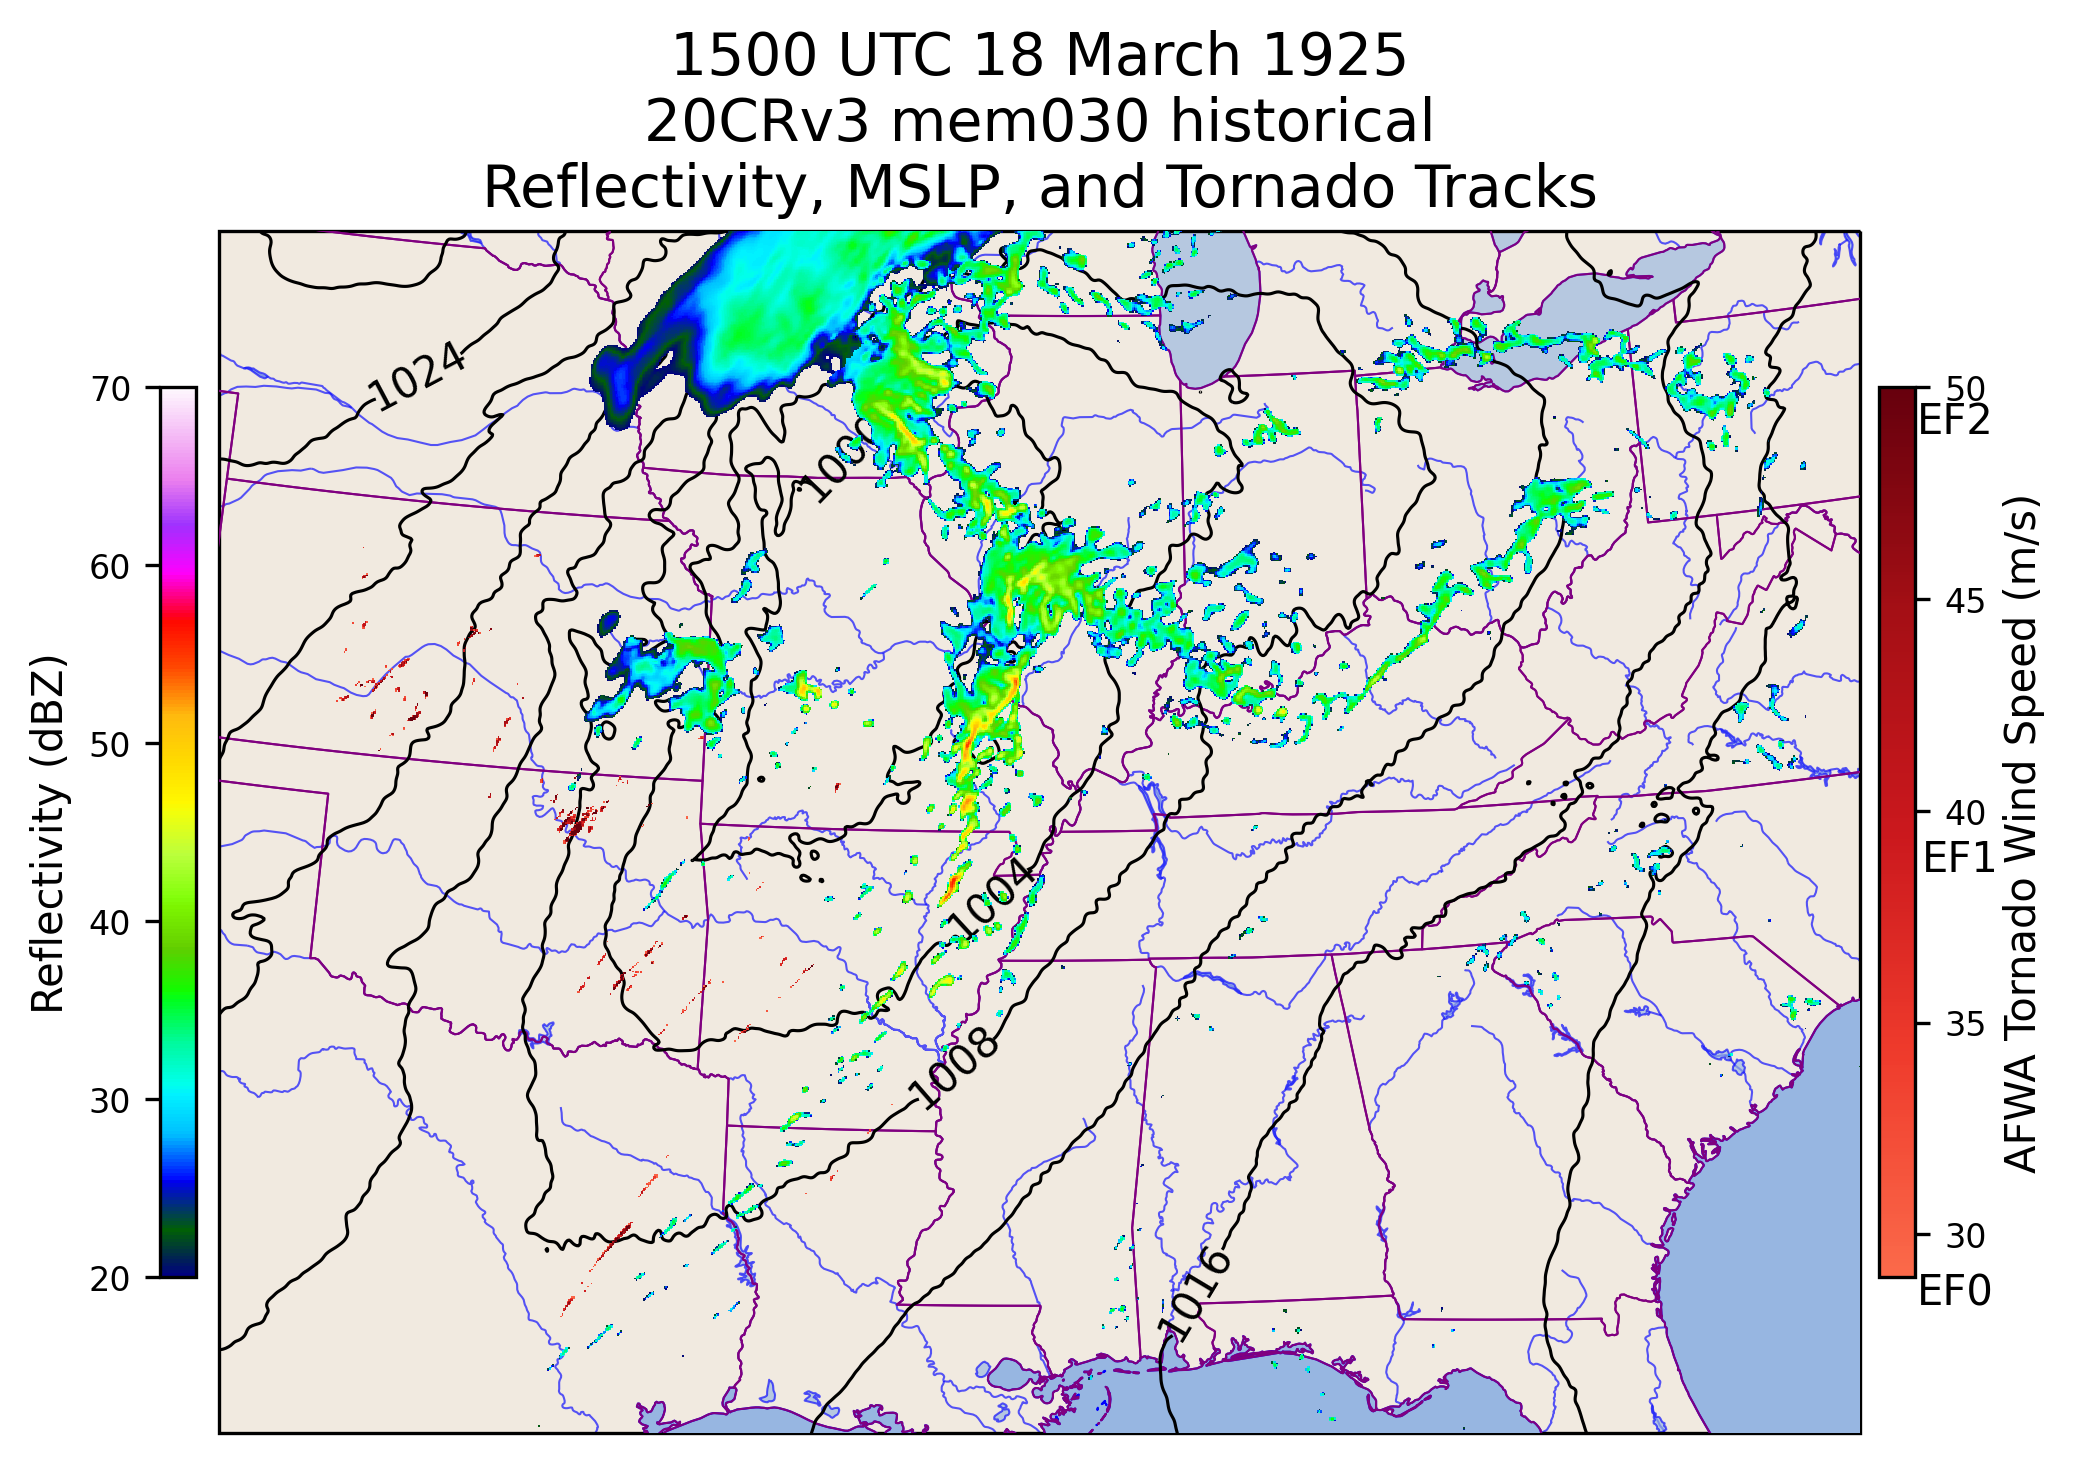 1500 UTC 18 March 1925
20CRv3 mem030 historical
Reflectivity, MSLP, and Tornado Tracks
Reflectivity (dBZ)
70
60
50
40
30
20
1024
1004
1008
1016
50
EF2
45
40
EF1
35
30
EF0
AFWA Tornado Wind Speed (m/s)